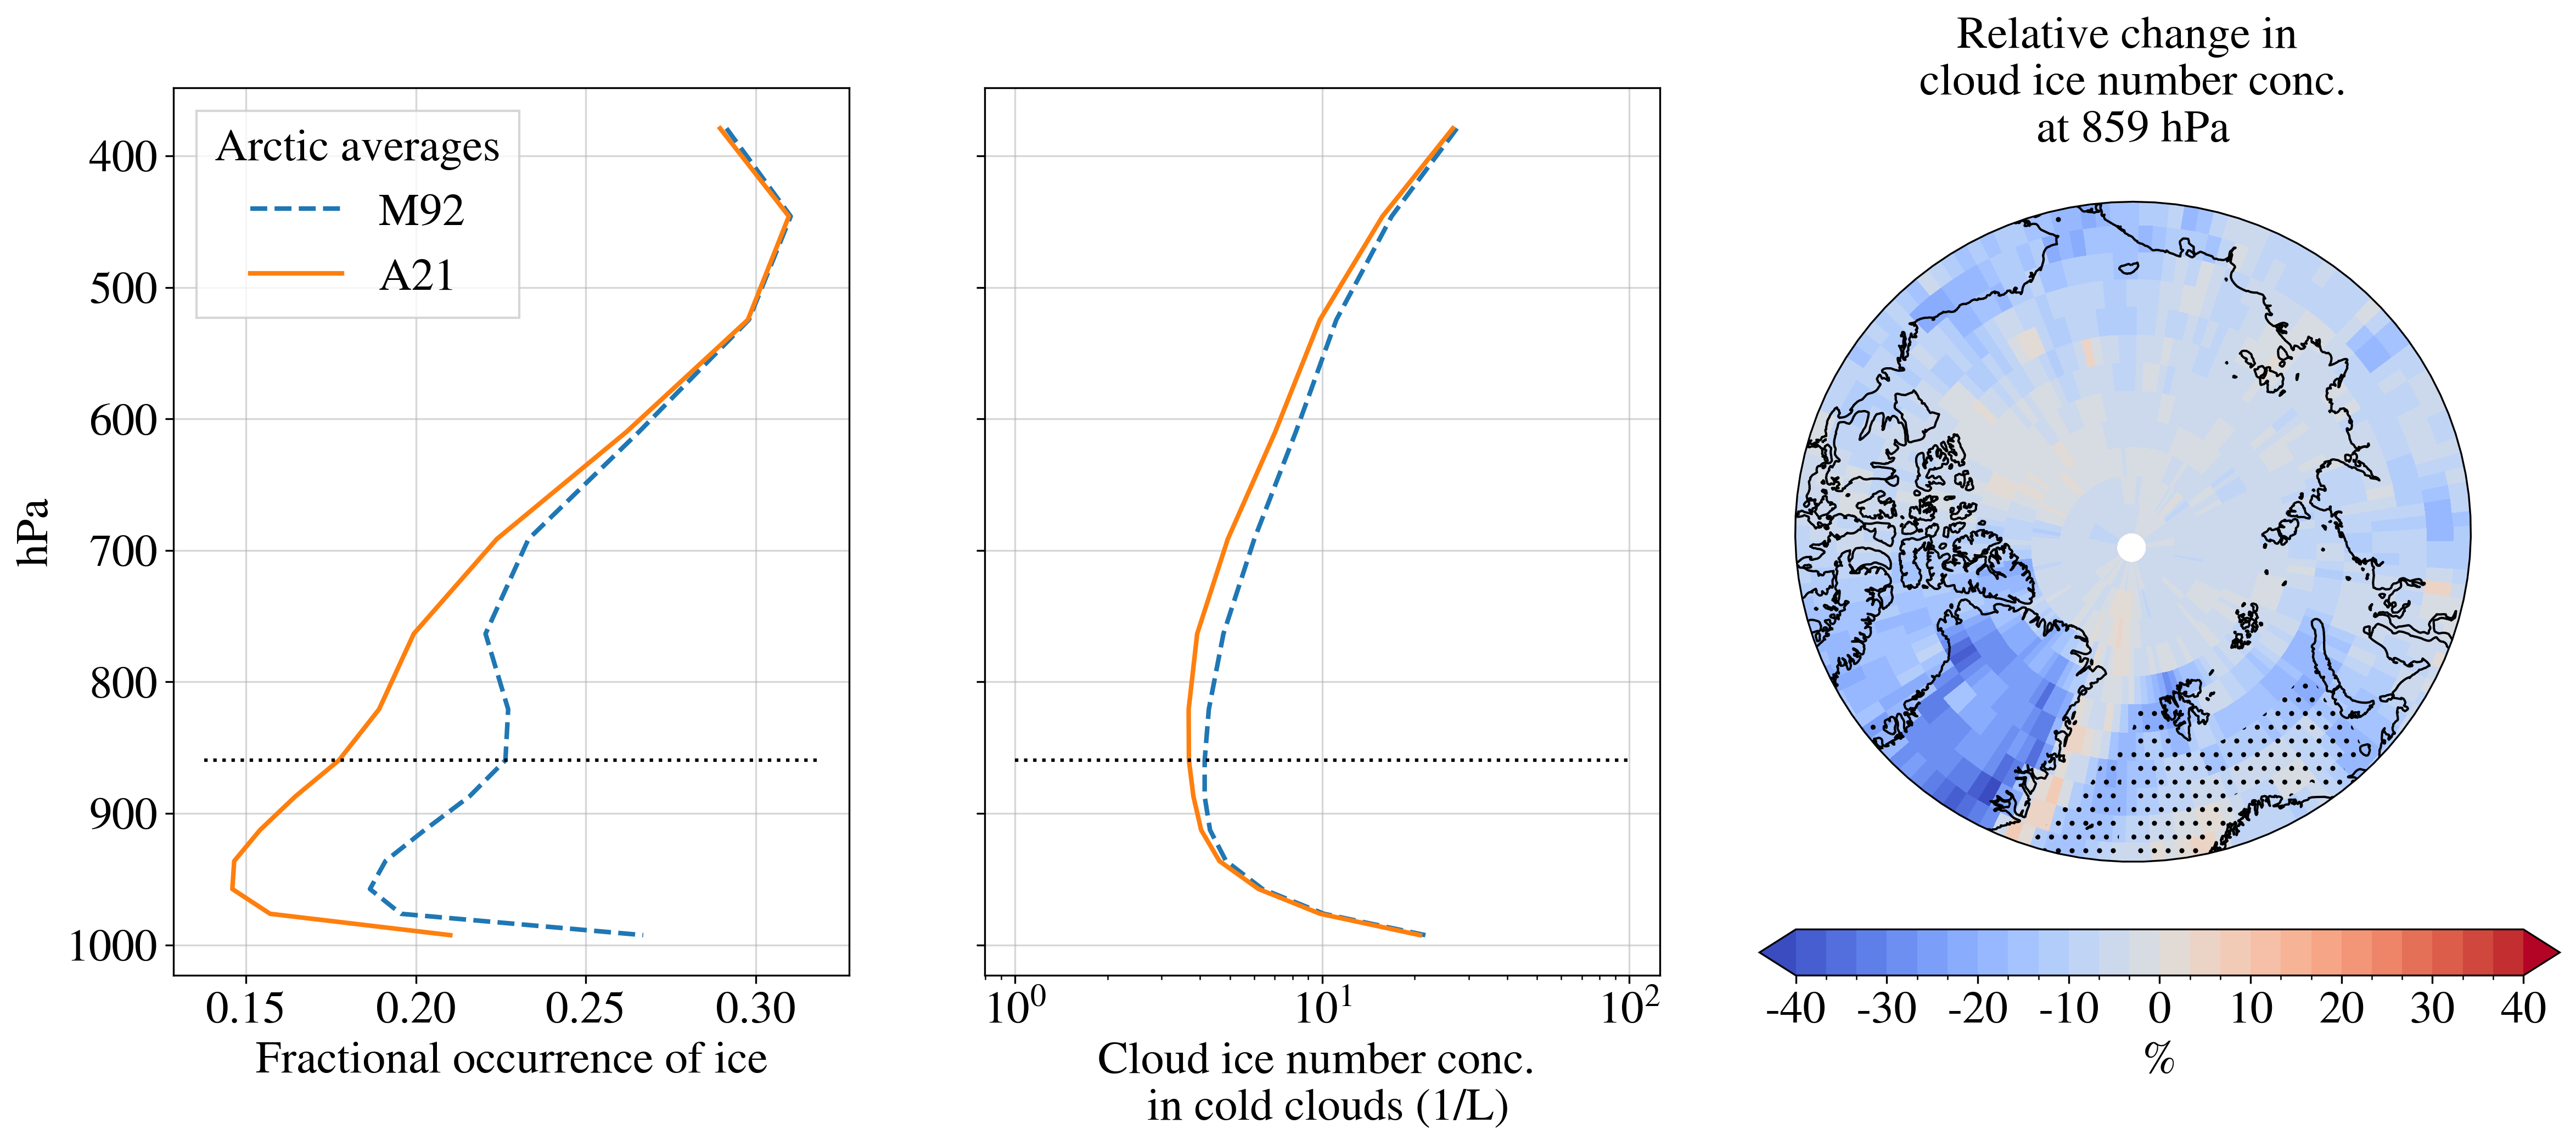 Relative change in
cloud ice number conc.
at 859 hPa
Arctic averages
M92
A21
400
500
600
700
800
900
1000
hPa
0.15 0.20 0.25 0.30
Fractional occurrence of ice
10⁰ 10¹ 10²
Cloud ice number conc.
in cold clouds (1/L)
-40 -30 -20 -10 0 10 20 30 40
%